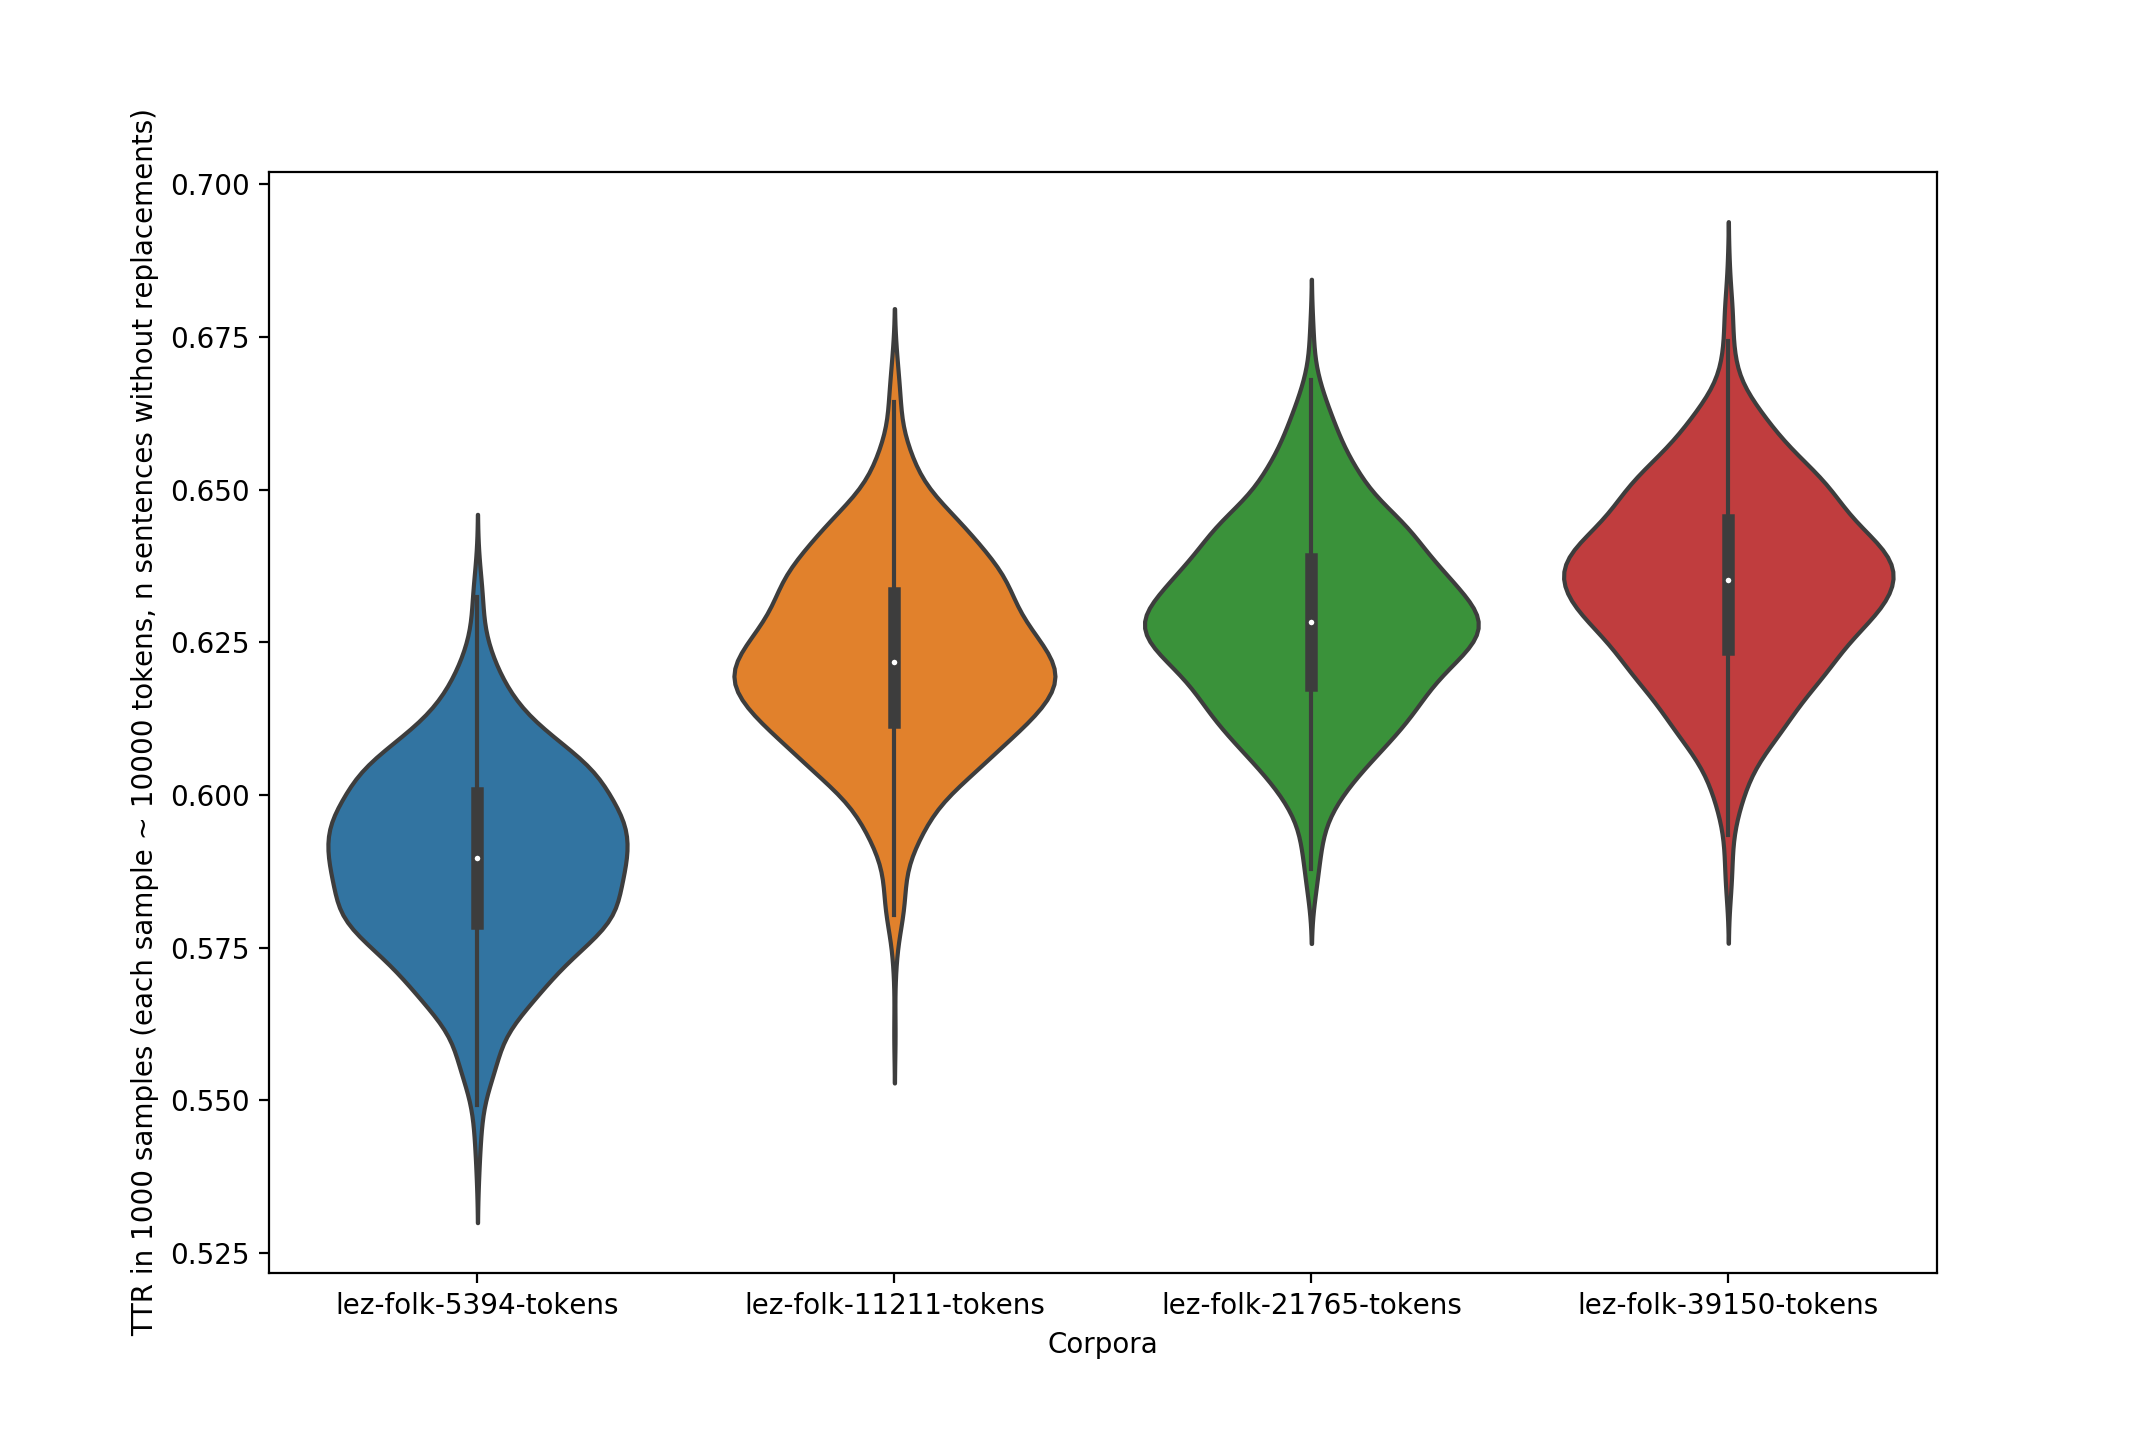 TTR in 1000 samples (each sample ~ 10000 tokens, n sentences without replacements)
0.700
0.675
0.650
0.625
0.600
0.575
0.550
0.525
lez-folk-5394-tokens lez-folk-11211-tokens lez-folk-21765-tokens lez-folk-39150-tokens
Corpora